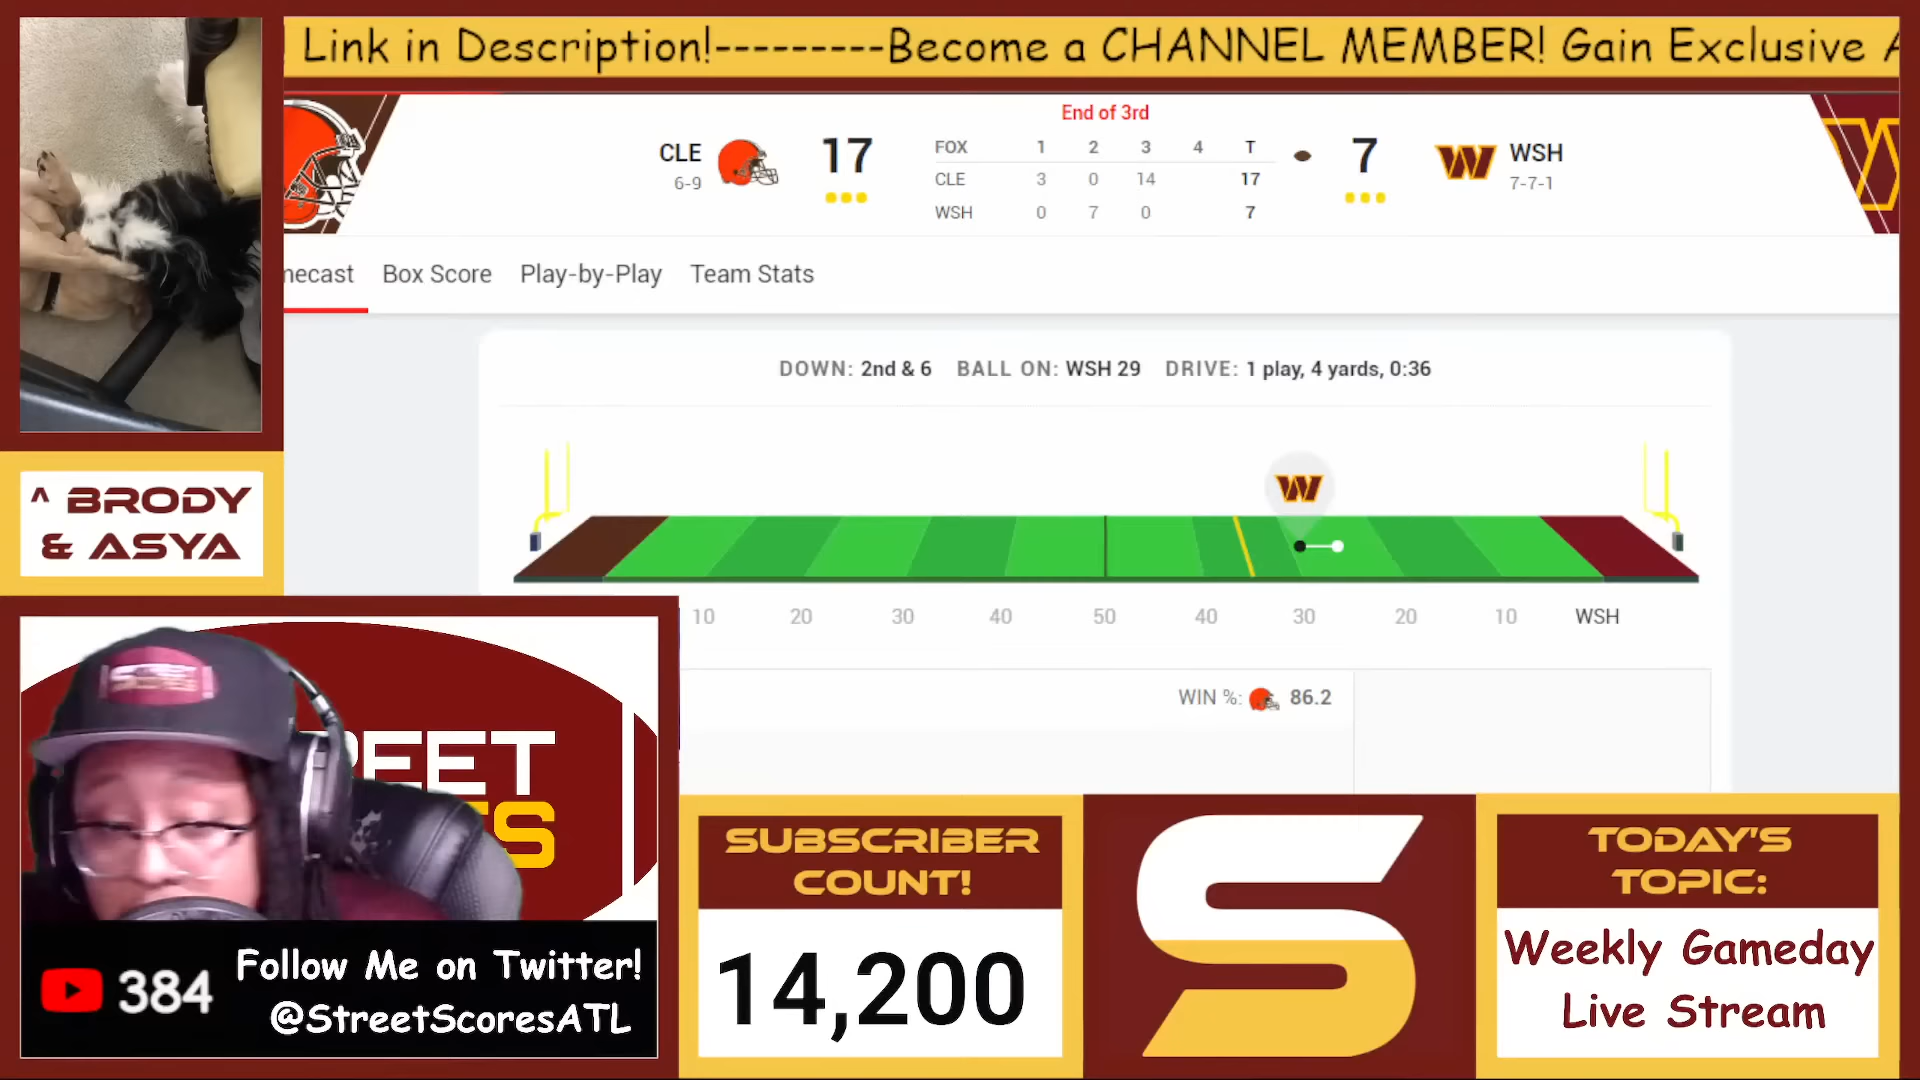 Link in Description!---------Become a CHANNEL MEMBER! Gain Exclusive
End of 3rd
CLE
6-9
17
FOX 1 2 3 4 T
CLE 3 0 14 17
WSH 0 7 0 7
7
WSH
7-7-1
necast Box Score Play-by-Play Team Stats
DOWN: 2nd & 6 BALL ON: WSH 29 DRIVE: 1 play, 4 yards, 0:36
W
10 20 30 40 50 40 30 20 10 WSH
WIN %: 86.2
^ BRODY
& ASYA
REET
ES
384
Follow Me on Twitter!
@StreetScoresATL
SUBSCRIBER
COUNT!
14,200
S
TODAY'S
TOPIC:
Weekly Gameday
Live Stream